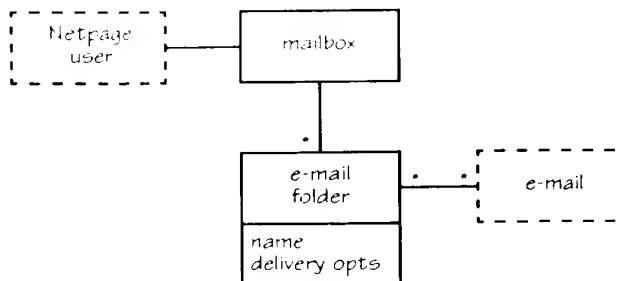 Netpage
user
mailbox
*
e-mail
folder
* *
e-mail
name
delivery opts